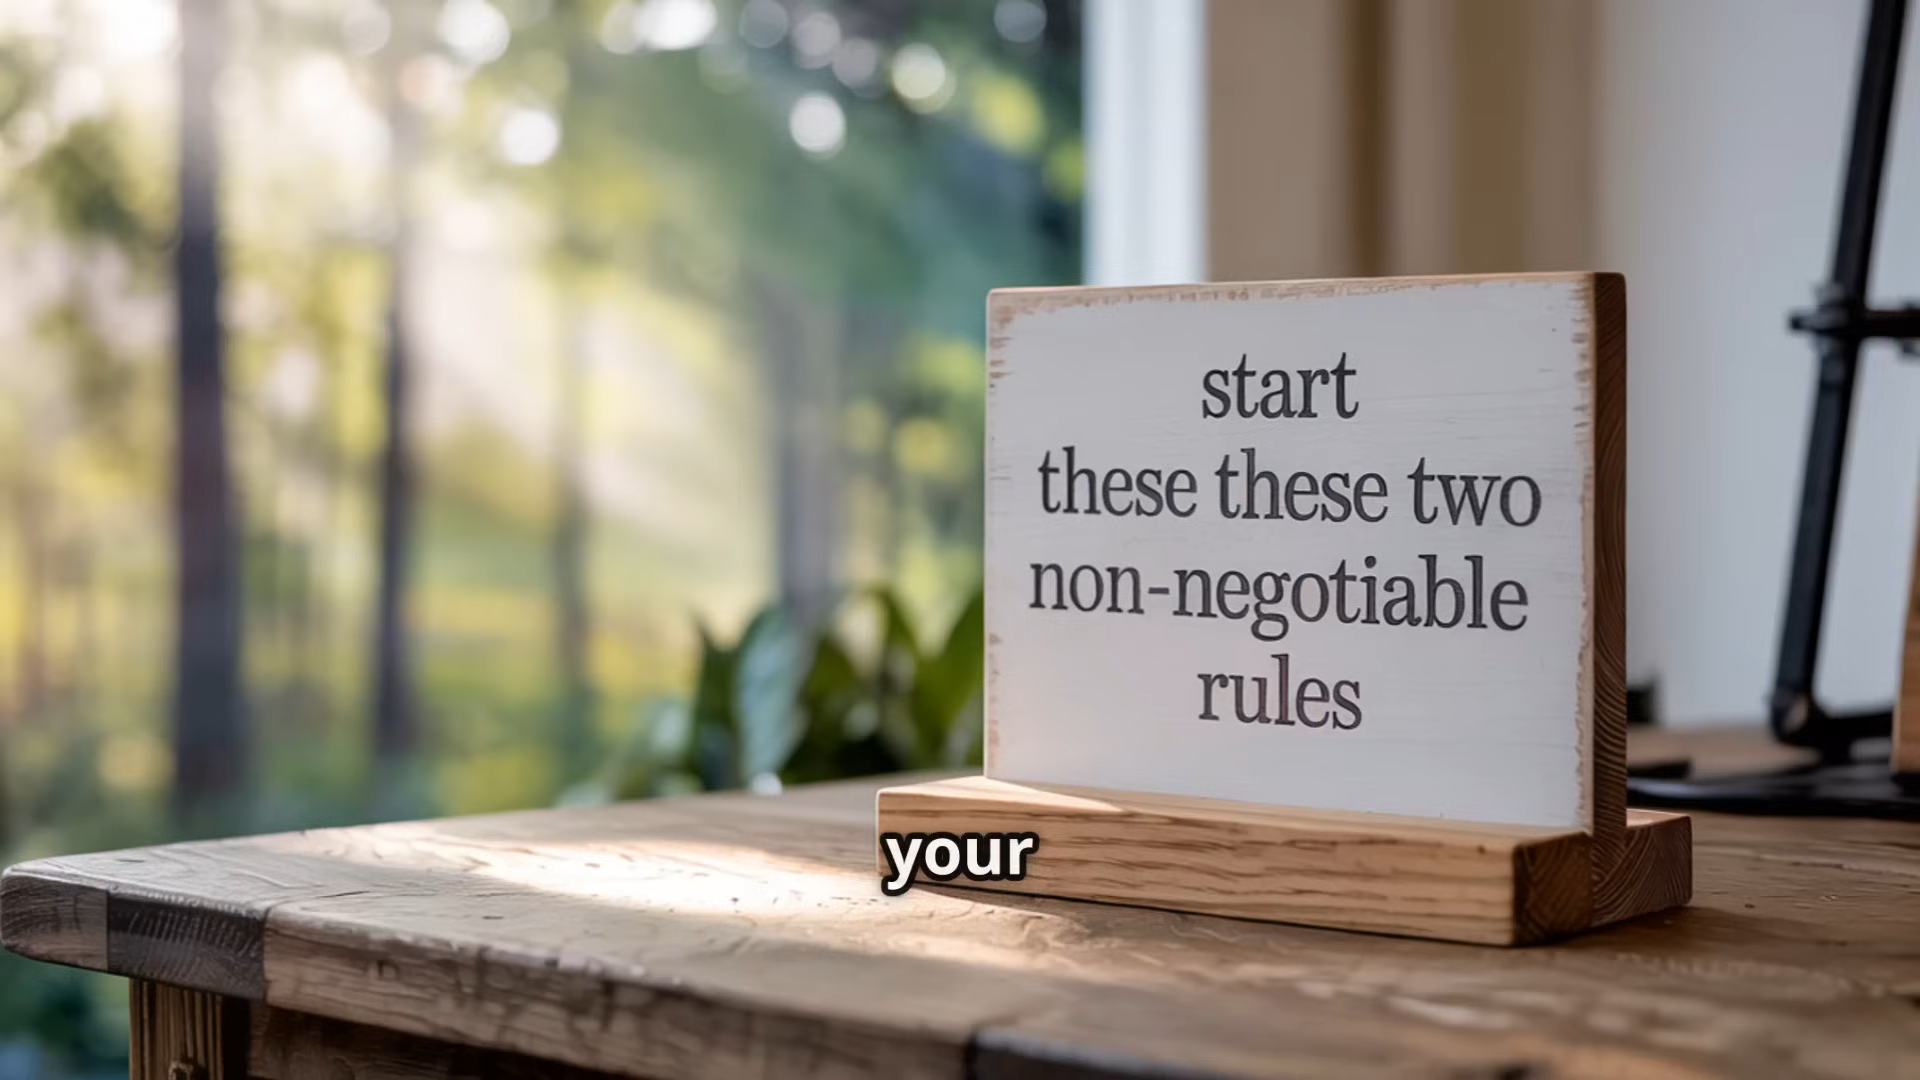 start
these these two
non-negotiable
rules
your